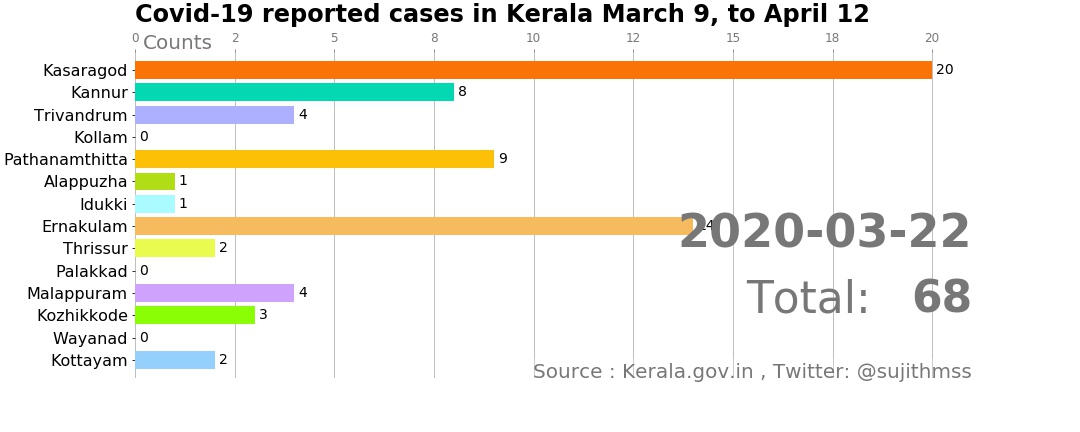 Covid-19 reported cases in Kerala March 9, to April 12
0 2 5 8 10 12 15 18 20
Counts
Kasaragod 20
Kannur 8
Trivandrum 4
Kollam 0
Pathanamthitta 9
Alappuzha 1
Idukki 1
Ernakulam 14
2020-03-22
Thrissur 2
Palakkad 0
Malappuram 4
Total: 68
Kozhikkode 3
Wayanad 0
Kottayam 2
Source : Kerala.gov.in , Twitter: @sujithmss